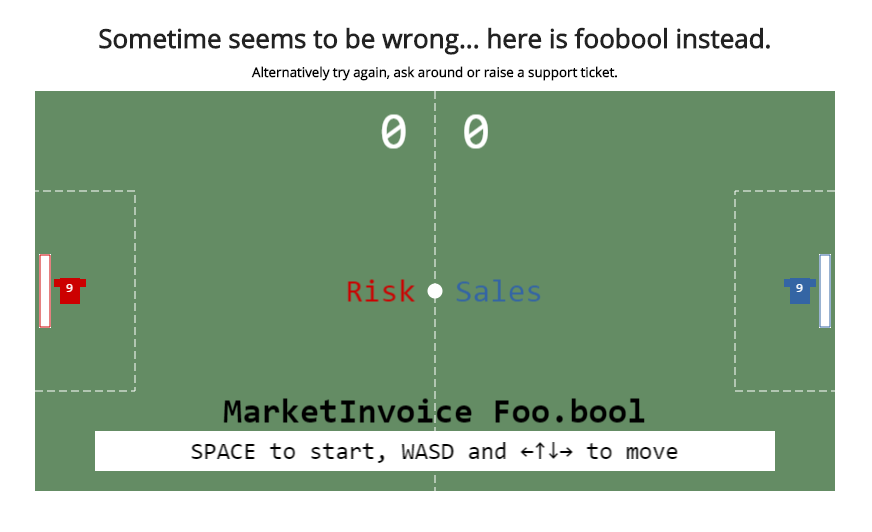 Sometime seems to be wrong... here is foobool instead.
Alternatively try again, ask around or raise a support ticket.
0 0
9 9
Risk Sales
MarketInvoice Foo.bool
SPACE to start, WASD and ←↑↓→ to move